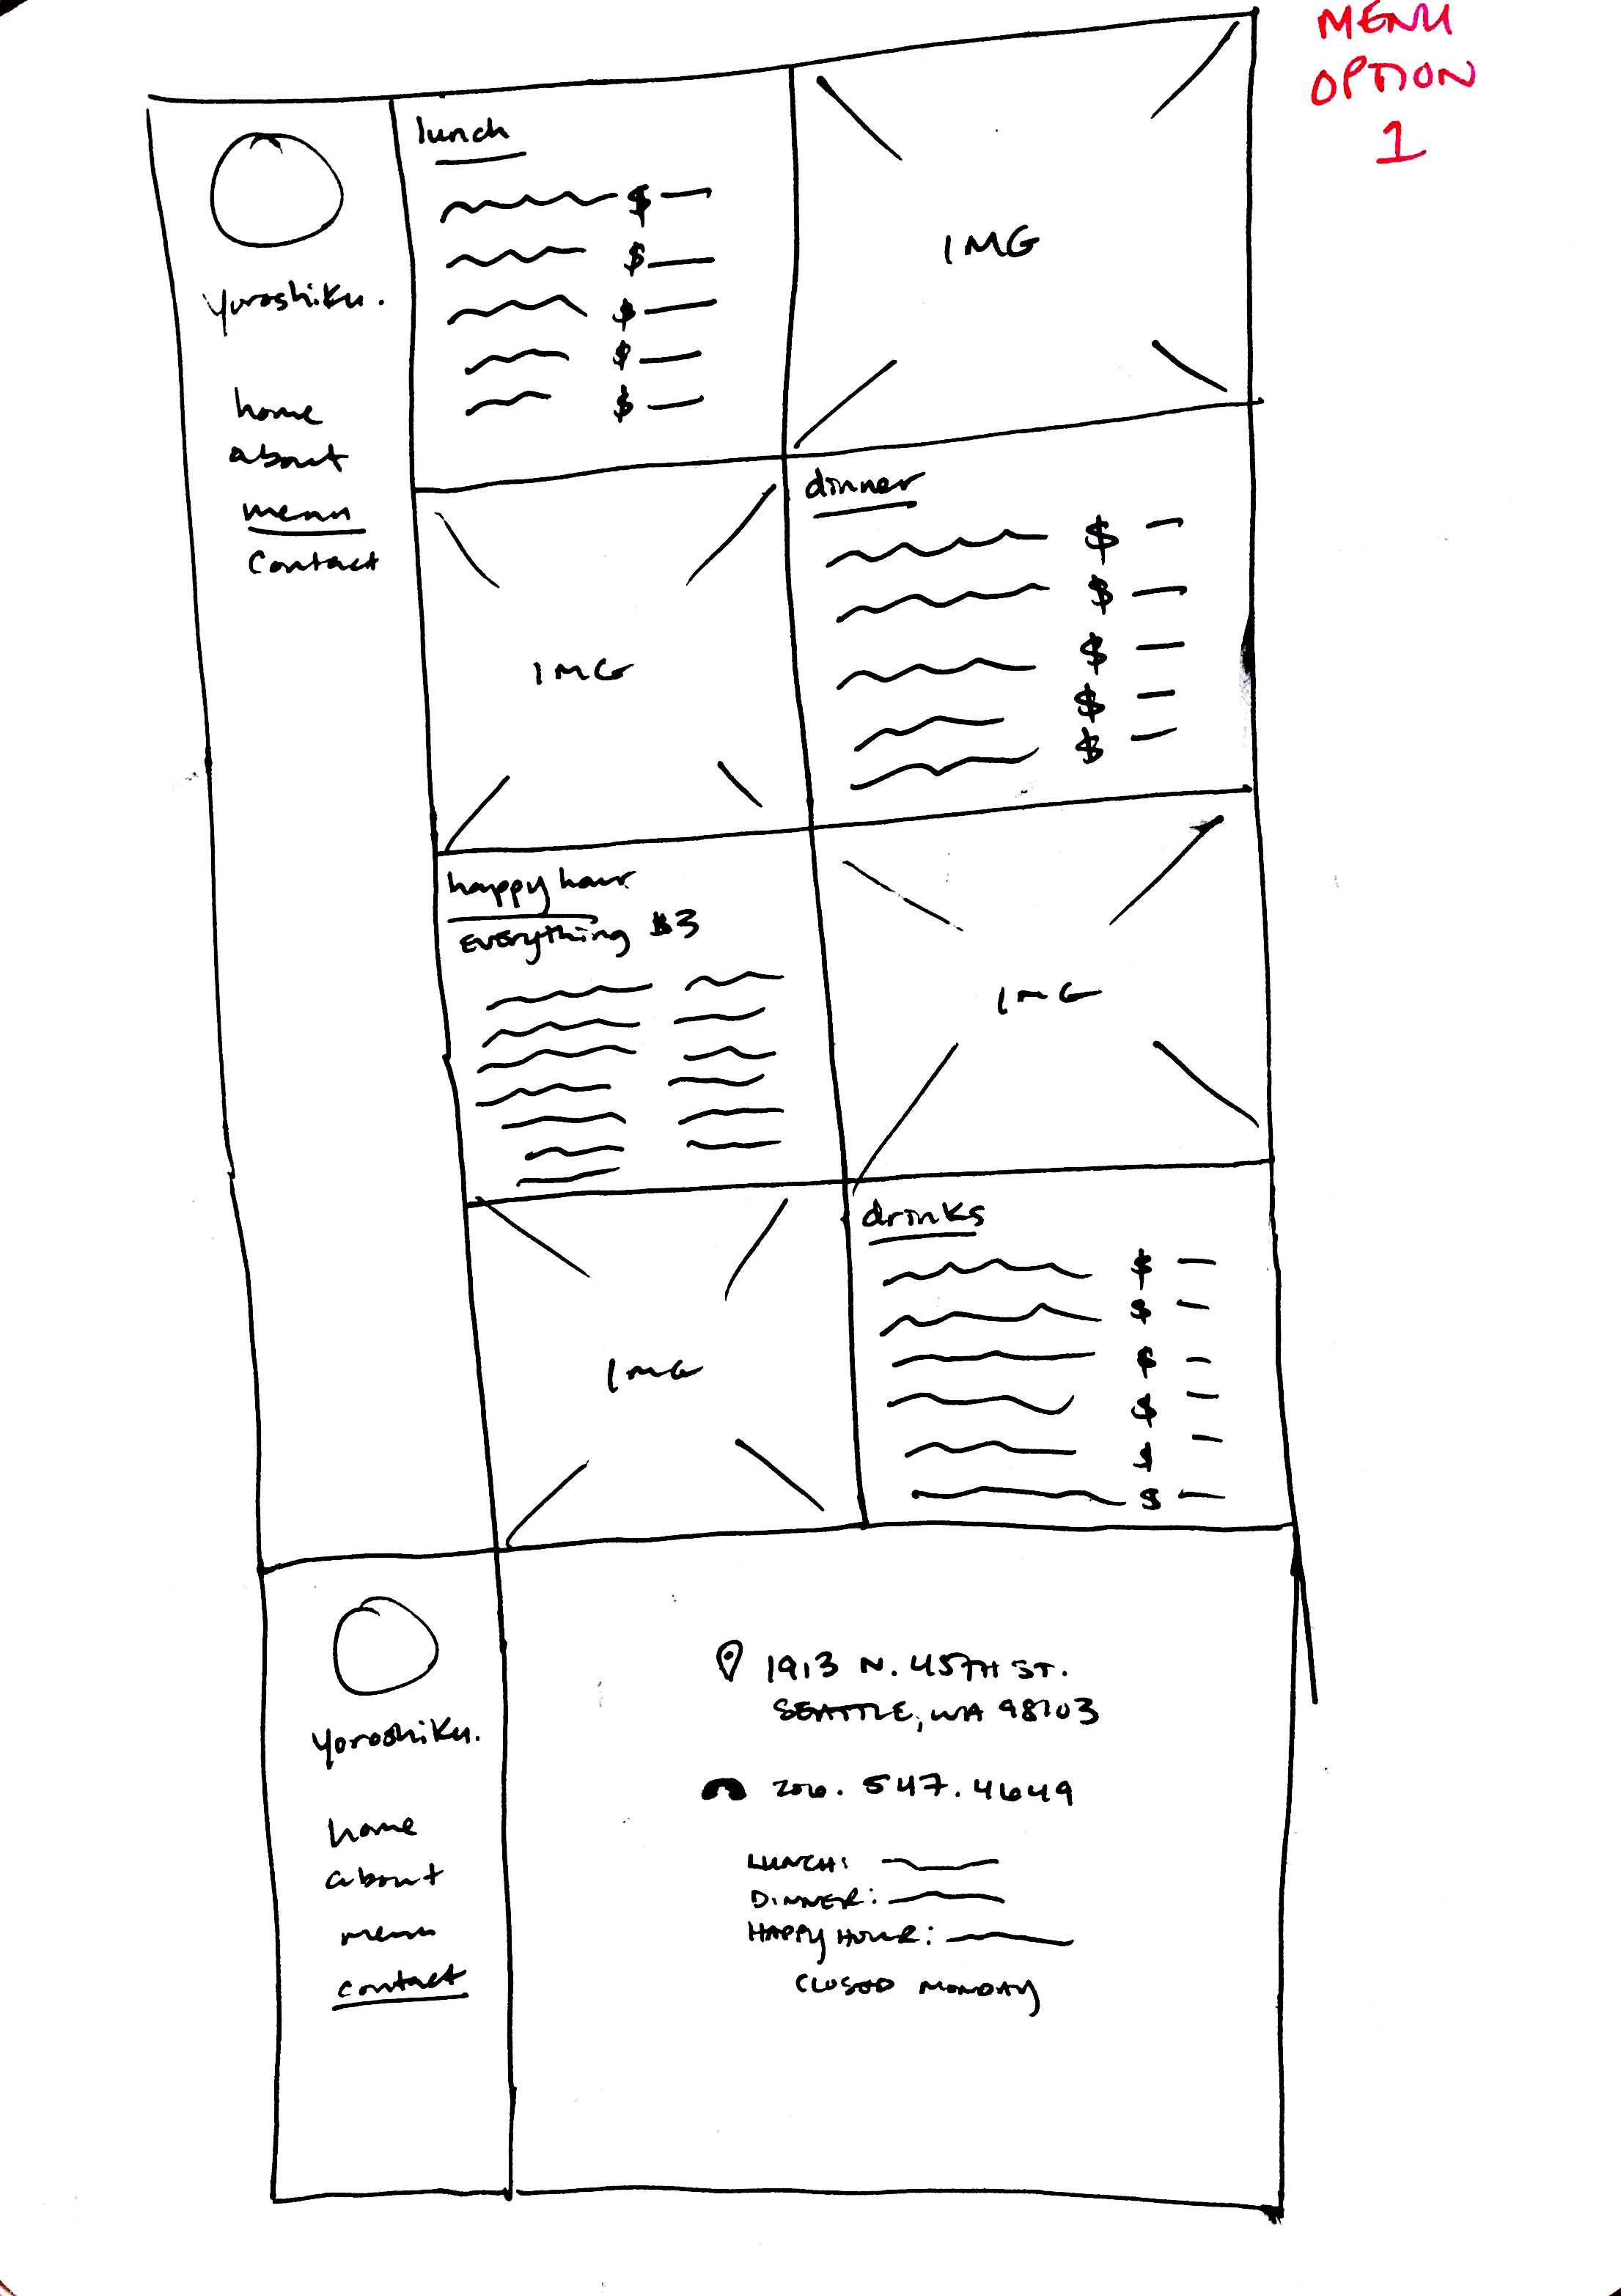 MENU
OPTION
1
yoroshiku.
home
about
menu
contact
lunch
$
$
$
$
$
IMG
IMG
dinner
$
$
$
$
$
happy hour
EVERYthing $3
IMG
IMG
drinks
$
$
$
$
$
$
yoroshiku.
home
about
menu
contact
1913 N. 45TH ST.
SEATTLE, WA 98103
206. 547. 4649
LUNCH:
DINNER:
HAPPY HOUR:
CLOSED MONDAY